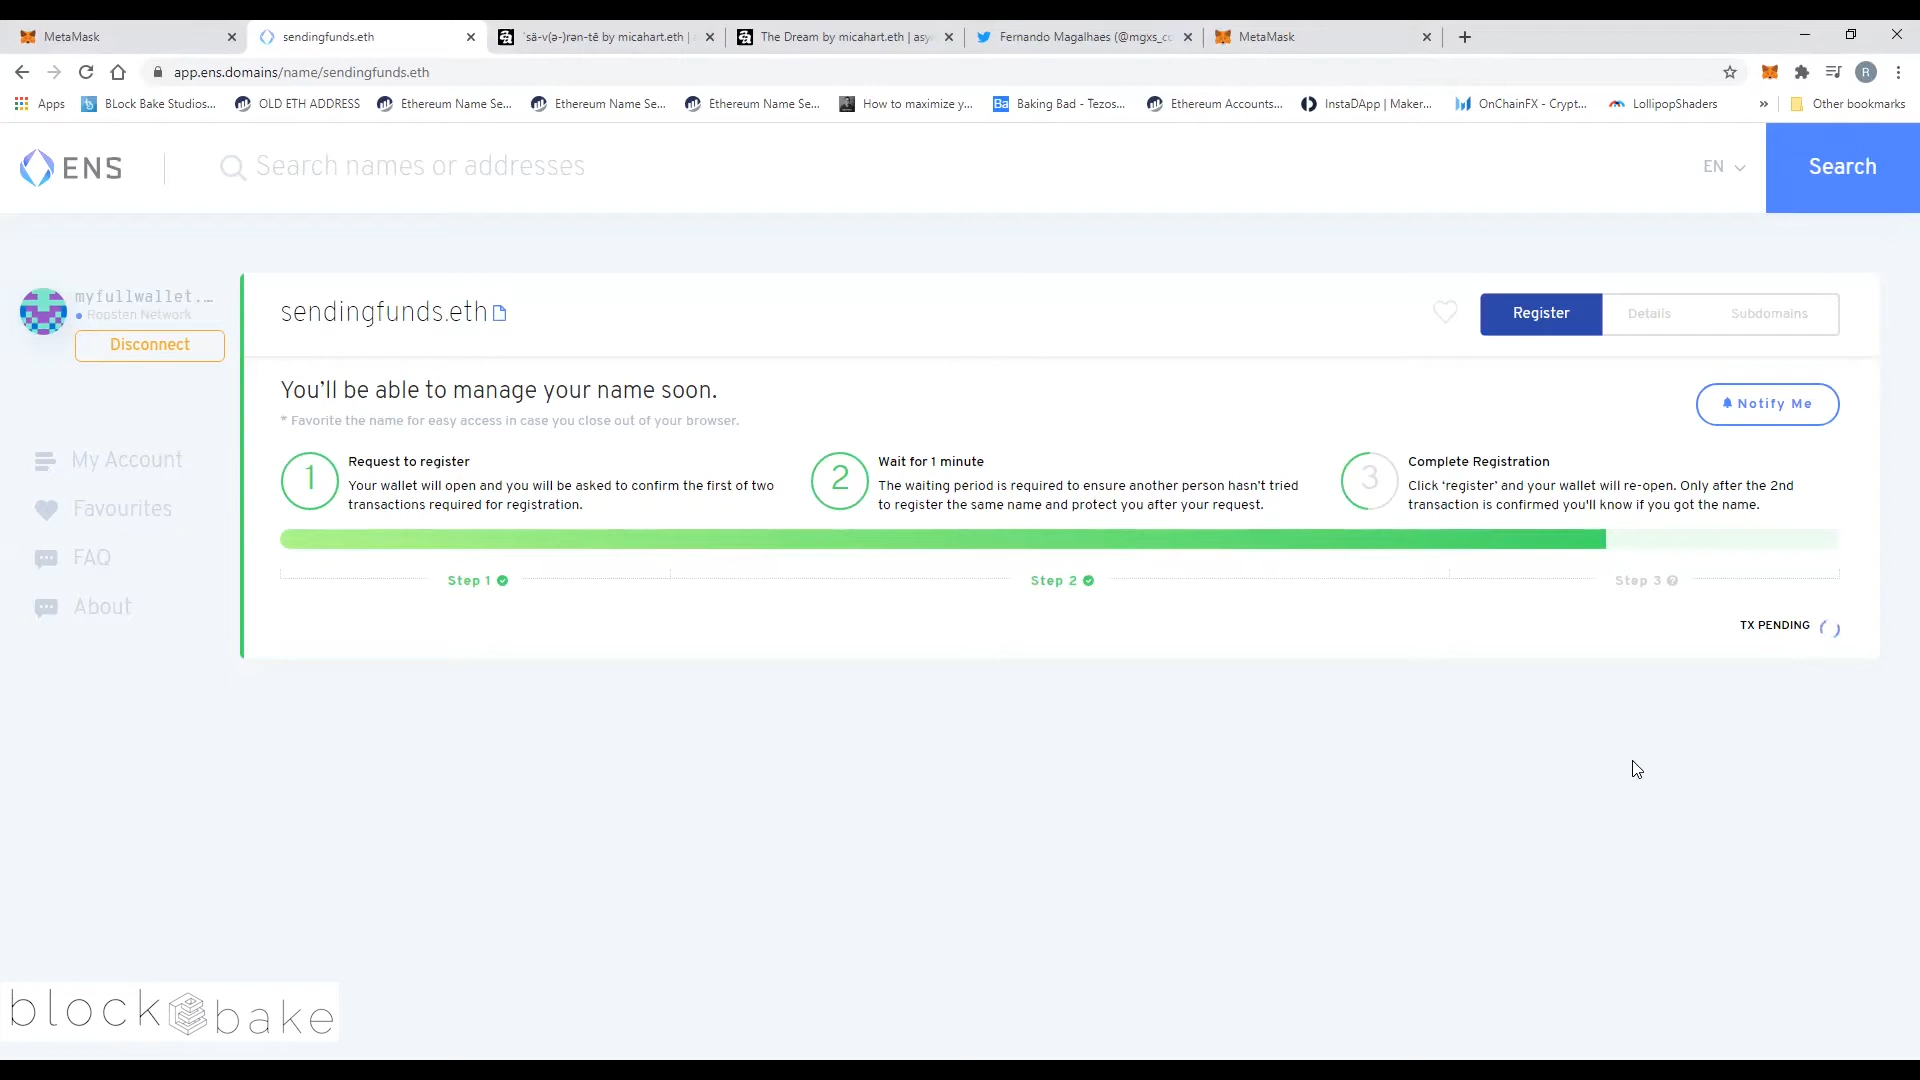 MetaMask
sendingfunds.eth
ˈsā-v(ə-)rən-tē by micahart.eth |
The Dream by micahart.eth | asy
Fernando Magalhaes (@mgxs_co
MetaMask
app.ens.domains/name/sendingfunds.eth
R
Apps
BLock Bake Studios...
OLD ETH ADDRESS
Ethereum Name Se...
Ethereum Name Se...
Ethereum Name Se...
How to maximize y...
Ba Baking Bad - Tezos...
Ethereum Accounts...
InstaDApp | Maker...
OnChainFX - Crypt...
LollipopShaders
» Other bookmarks
ENS
Search names or addresses
EN
Search
myfullwallet...
Ropsten Network
Disconnect
My Account
Favourites
FAQ
About
sendingfunds.eth
Register
Details
Subdomains
You'll be able to manage your name soon.
* Favorite the name for easy access in case you close out of your browser.
Notify Me
1
Request to register
Your wallet will open and you will be asked to confirm the first of two
transactions required for registration.
2
Wait for 1 minute
The waiting period is required to ensure another person hasn't tried
to register the same name and protect you after your request.
3
Complete Registration
Click ‘register’ and your wallet will re-open. Only after the 2nd
transaction is confirmed you'll know if you got the name.
Step 1
Step 2
Step 3
TX PENDING
block bake